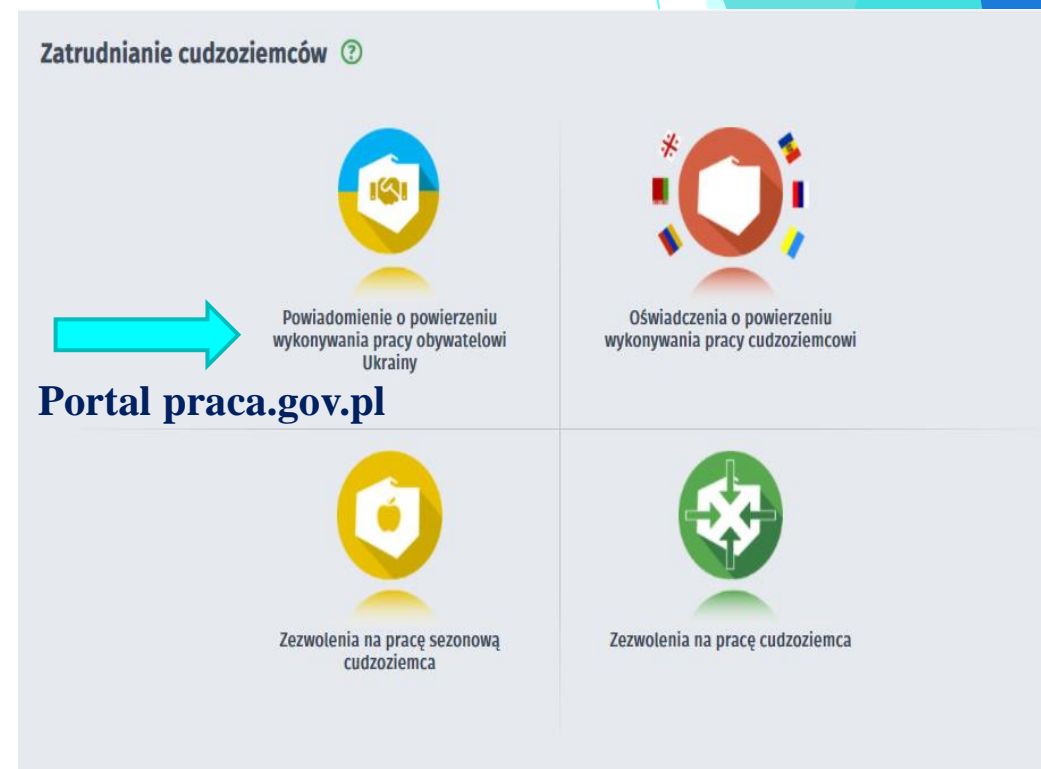 Zatrudnianie cudzoziemców ?
Powiadomienie o powierzeniu
wykonywania pracy obywatelowi
Ukrainy
Oświadczenia o powierzeniu
wykonywania pracy cudzoziemcowi
Portal praca.gov.pl
Zezwolenia na pracę sezonową
cudzoziemca
Zezwolenia na pracę cudzoziemca